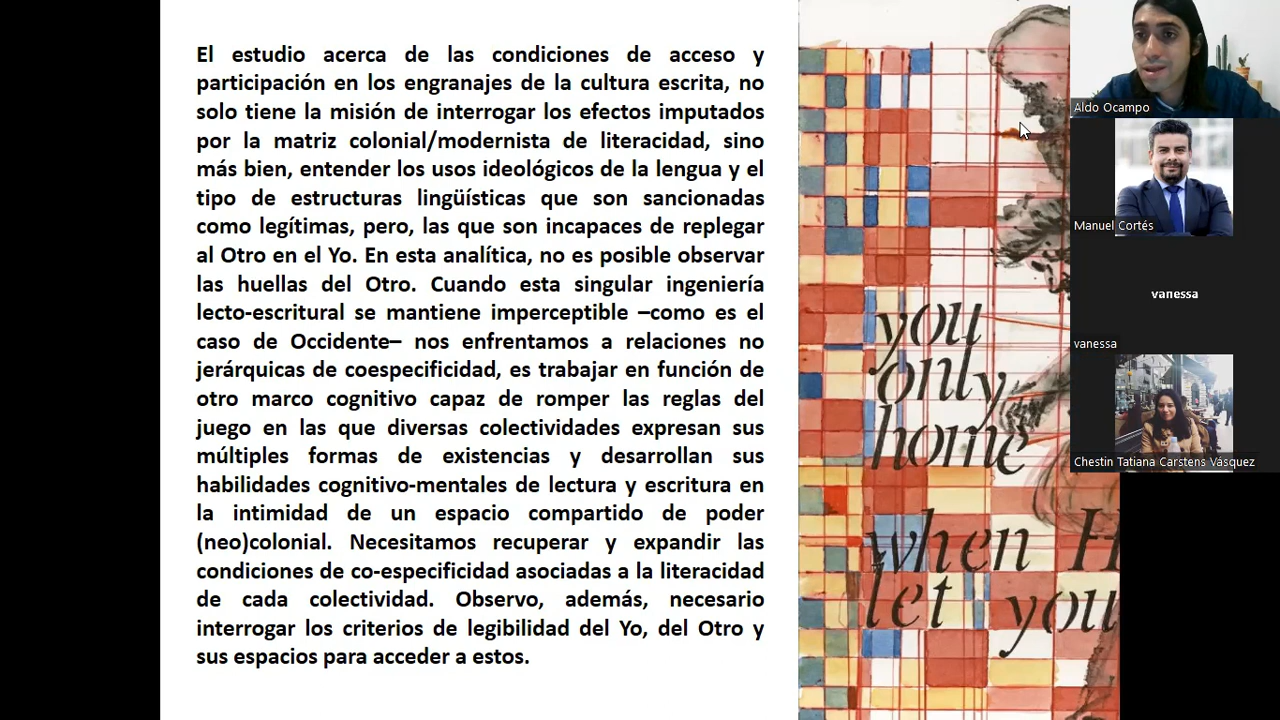 El estudio acerca de las condiciones de acceso y
participación en los engranajes de la cultura escrita, no
solo tiene la misión de interrogar los efectos imputados
por la matriz colonial/modernista de literacidad, sino
más bien, entender los usos ideológicos de la lengua y el
tipo de estructuras lingüísticas que son sancionadas
como legítimas, pero, las que son incapaces de replegar
al Otro en el Yo. En esta analítica, no es posible observar
las huellas del Otro. Cuando esta singular ingeniería
lecto-escritural se mantiene imperceptible –como es el
caso de Occidente– nos enfrentamos a relaciones no
jerárquicas de coespecificidad, es trabajar en función de
otro marco cognitivo capaz de romper las reglas del
juego en las que diversas colectividades expresan sus
múltiples formas de existencias y desarrollan sus
habilidades cognitivo-mentales de lectura y escritura en
la intimidad de un espacio compartido de poder
(neo)colonial. Necesitamos recuperar y expandir las
condiciones de co-especificidad asociadas a la literacidad
de cada colectividad. Observo, además, necesario
interrogar los criterios de legibilidad del Yo, del Otro y
sus espacios para acceder a estos.
you
only
home
when H
let you
Aldo Ocampo
Manuel Cortés
vanessa
vanessa
Chestin Tatiana Carstens Vásquez